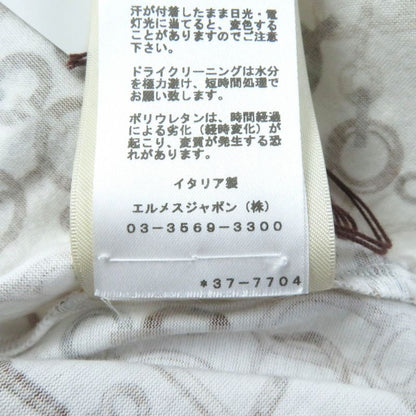 汗が付着したまま日光・電
灯光に当てると、変色する
ことがありますのでご注意
下さい。
ドライクリーニングは水分
を極力避け、短時間処理で
お願い致します。
ポリウレタンは、時間経過
による劣化（経時変化）が
起こり、変質が発生する恐
れがあります。
イタリア製
エルメスジャポン（株）
03-3569-3300
*37-7704